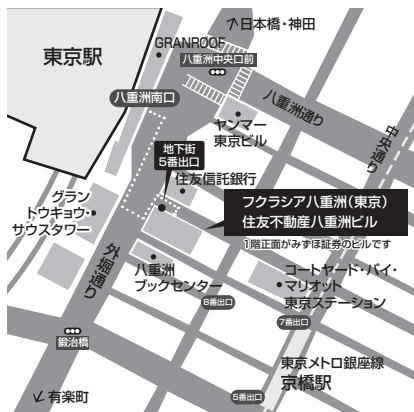 日本橋・神田
GRANROOF
東京駅
八重洲中央口前
八重洲南口
八重洲通り
中央通り
ヤンマー
東京ビル
地下街
5番出口
住友信託銀行
フクラシア八重洲(東京)
住友不動産八重洲ビル
1階正面がみずほ証券のビルです
グラン
トウキョウ・
サウスタワー
外堀通り
八重洲
ブックセンター
コートヤード・バイ・
マリオット
東京ステーション
8番出口
7番出口
鍛治橋
東京メトロ銀座線
京橋駅
有楽町
5番出口